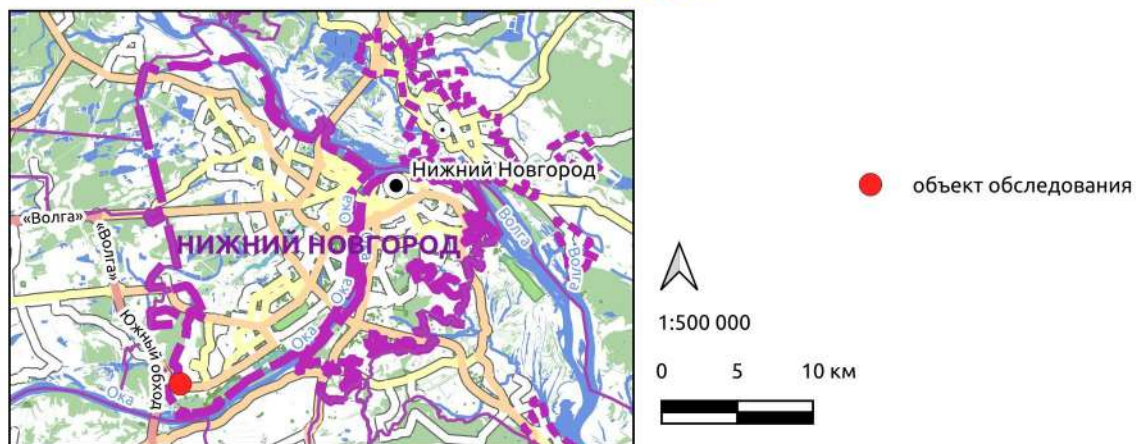 Нижний Новгород
объект обследования
«Волга»
НИЖНИЙ НОВГОРОД
Ока
Волга
Волга
«Волга»
Ока
1:500 000
Ока
Южный обход
Ока
0 5 10 км